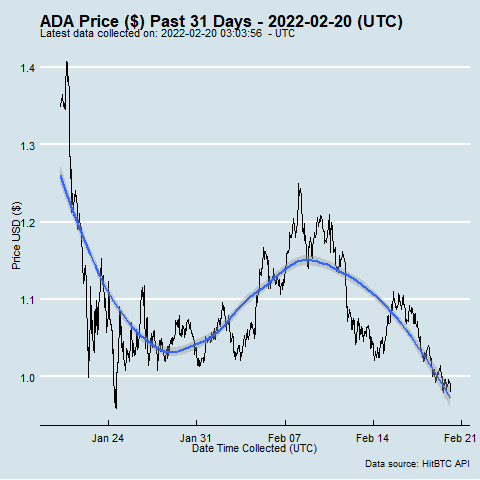 ADA Price ($) Past 31 Days - 2022-02-20 (UTC)
Latest data collected on: 2022-02-20 03:03:56  - UTC
1.4
1.3
1.2
1.1
1.0
Price USD ($)
Jan 24
Jan 31
Feb 07
Feb 14
Feb 21
Date Time Collected (UTC)
Data source: HitBTC API